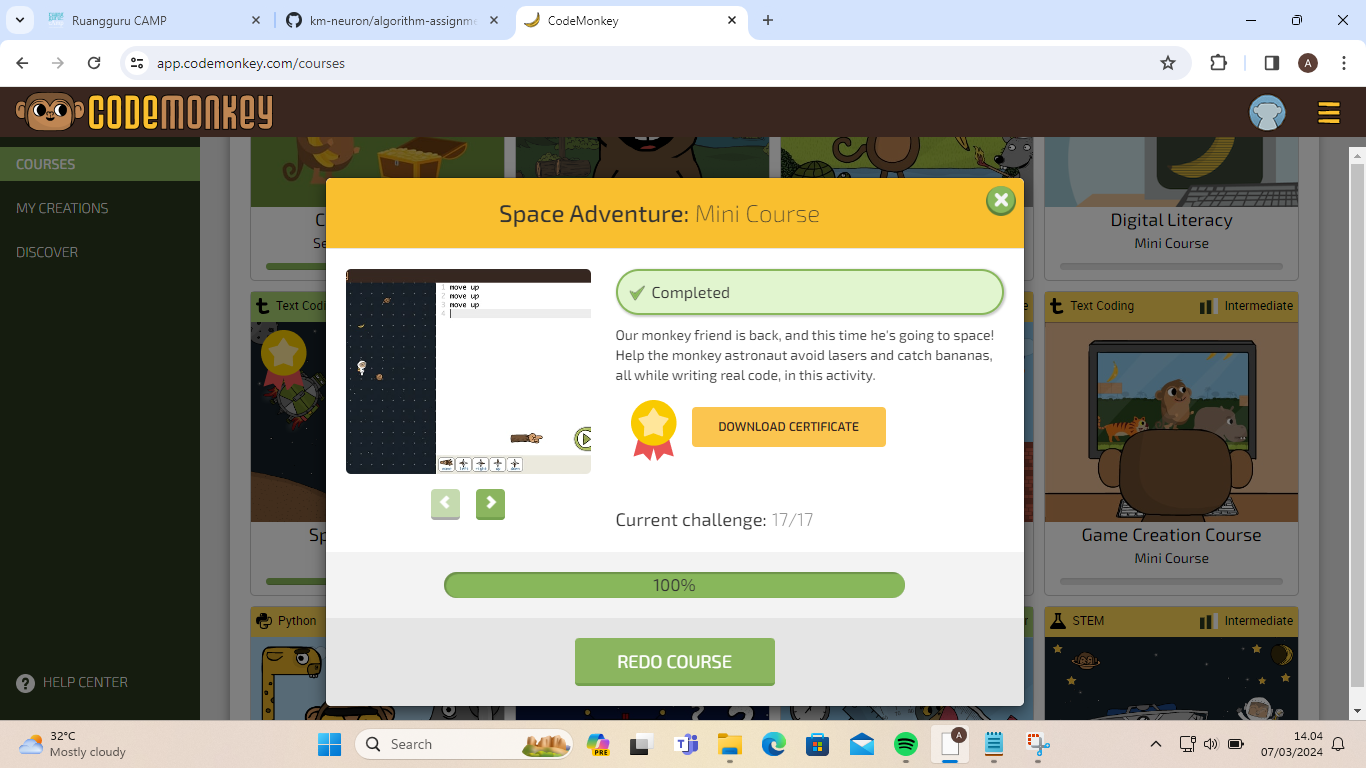 Ruangguru CAMP
km-neuron/algorithm-assignme
CodeMonkey
app.codemonkey.com/courses
A
CODEMONKEY
COURSES
MY CREATIONS
DISCOVER
HELP CENTER
Digital Literacy
Mini Course
Text Coding
Text Coding
Intermediate
Game Creation Course
Mini Course
Python
STEM
Intermediate
Space Adventure: Mini Course
1 move up
2 move up
3 move up
4
Completed
Our monkey friend is back, and this time he's going to space!
Help the monkey astronaut avoid lasers and catch bananas,
all while writing real code, in this activity.
DOWNLOAD CERTIFICATE
Current challenge: 17/17
100%
REDO COURSE
32°C
Mostly cloudy
Search
PRE
A
14.04
07/03/2024